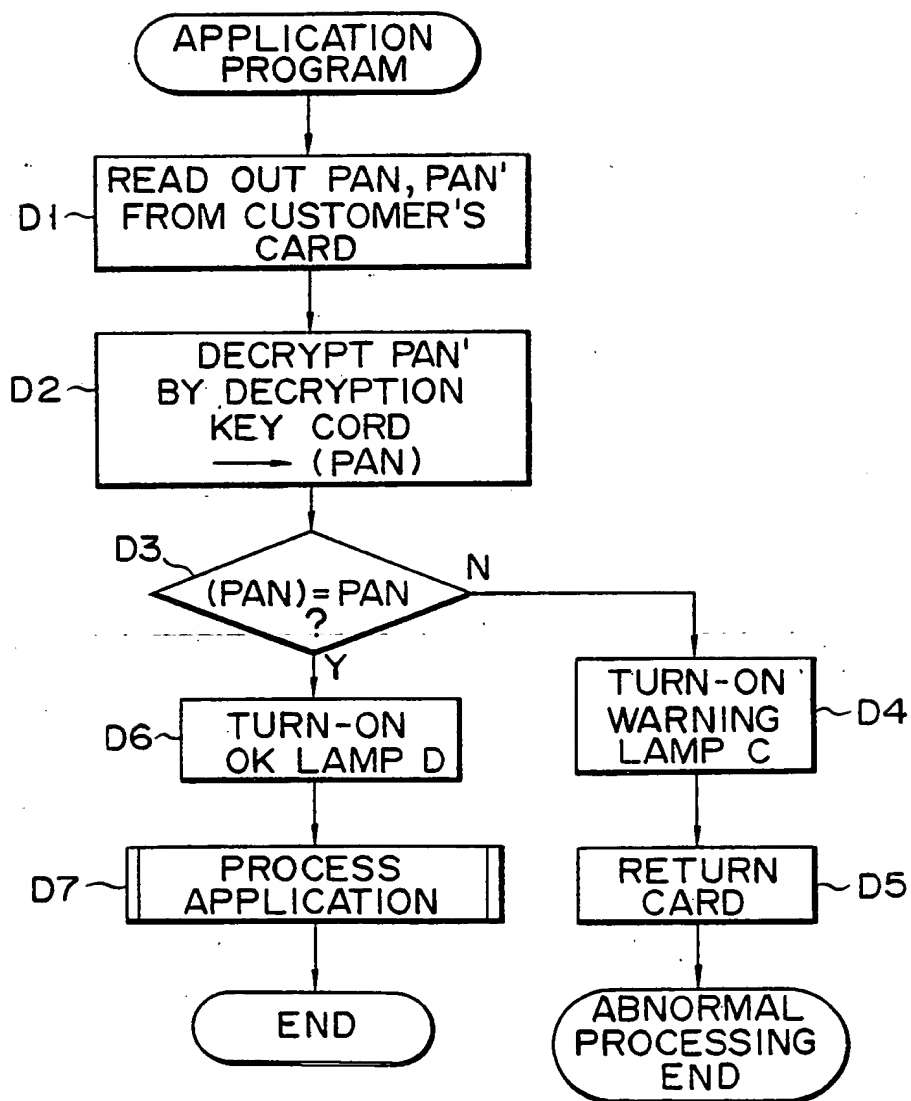 APPLICATION
PROGRAM
D1
READ OUT PAN, PAN'
FROM CUSTOMER'S
CARD
D2
DECRYPT PAN'
BY DECRYPTION
KEY CORD
(PAN)
D3
(PAN)=PAN
?
N
Y
D6
TURN-ON
OK LAMP D
TURN-ON
WARNING
LAMP C
D4
D7
PROCESS
APPLICATION
RETURN
CARD
D5
END
ABNORMAL
PROCESSING
END